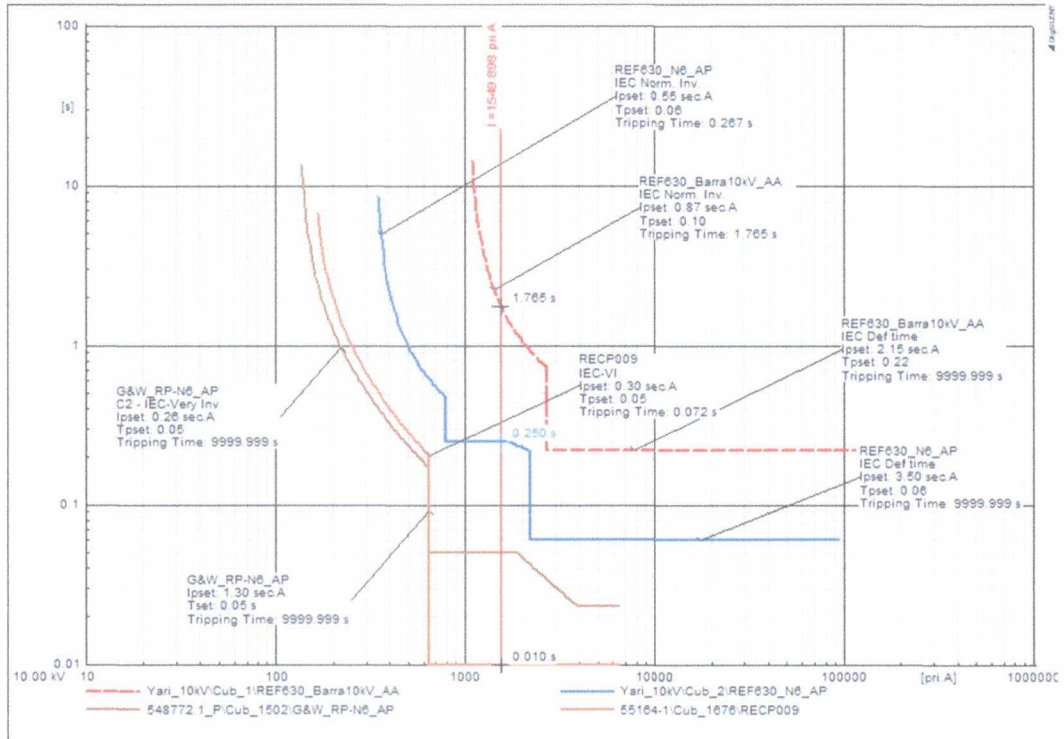 100
[s]
10
1
0.1
0.01
10.00 kV
10
100
1000
10000
100000
[pri.A]
1000000
DIgSILENT
I =1549.898 pri.A
REF630_N6_AP
IEC Norm. Inv.
Ipset: 0.55 sec.A
Tpset: 0.06
Tripping Time: 0.267 s
REF630_Barra10kV_AA
IEC Norm. Inv.
Ipset: 0.87 sec.A
Tpset: 0.10
Tripping Time: 1.765 s
1.765 s
REF630_Barra10kV_AA
IEC Def time
Ipset: 2.15 sec.A
Tpset: 0.22
Tripping Time: 9999.999 s
RECP009
IEC-VI
Ipset: 0.30 sec.A
Tpset: 0.05
Tripping Time: 0.072 s
G&W_RP-N6_AP
C2 - IEC-Very Inv
Ipset: 0.26 sec.A
Tpset: 0.05
Tripping Time: 9999.999 s
0.250 s
REF630_N6_AP
IEC Def time
Ipset: 3.50 sec.A
Tpset: 0.06
Tripping Time: 9999.999 s
G&W_RP-N6_AP
Ipset: 1.30 sec.A
Tset: 0.05 s
Tripping Time: 9999.999 s
0.010 s
Yari_10kV\Cub_1\REF630_Barra10kV_AA
Yari_10kV\Cub_2\REF630_N6_AP
548772.1_P\Cub_1502\G&W_RP-N6_AP
55164-1\Cub_1676\RECP009